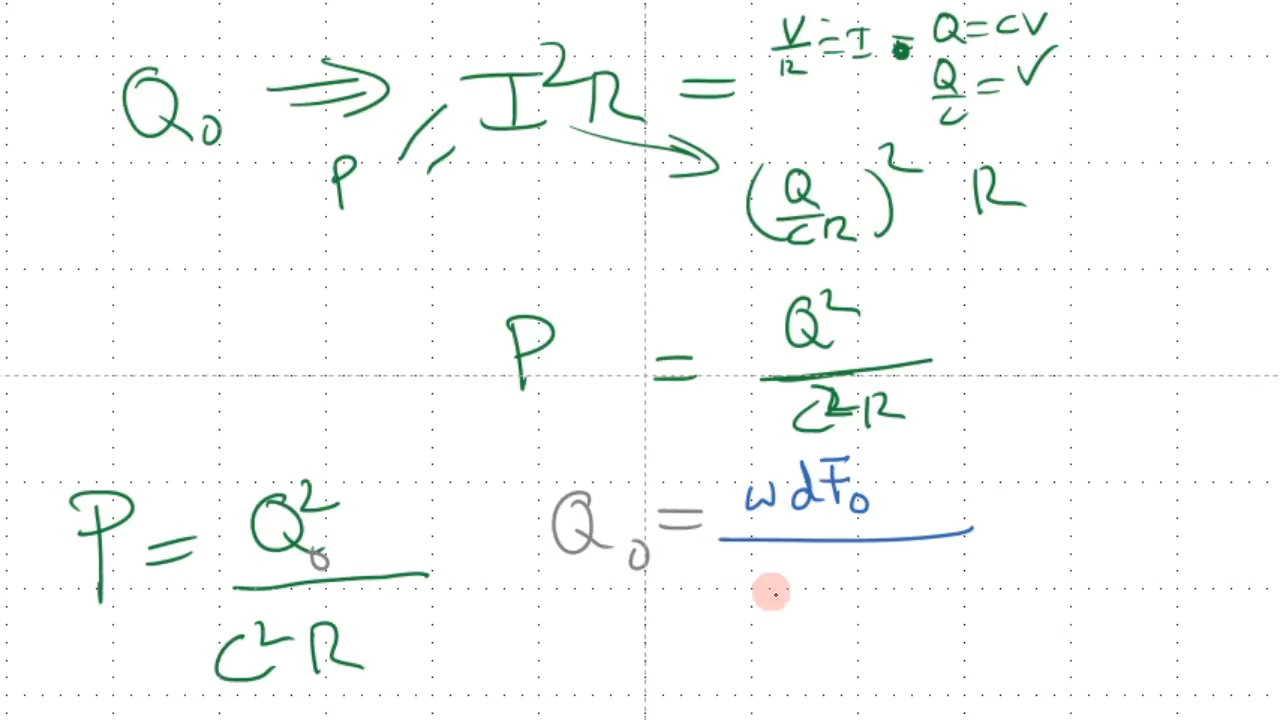 V/R = I = Q = CV
Q/C = V
Q₀ ⇒ I²R =
P //
(Q/CR)² R
P = Q²/C²R
P = Q₀²/C²R
Q₀ = ωdF₀